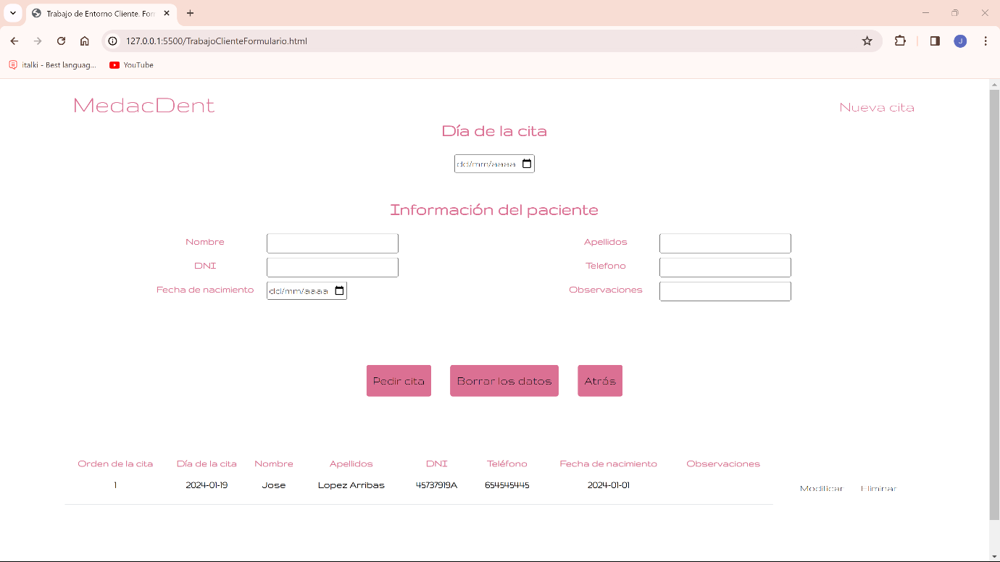 Trabajo de Entorno Cliente. For
127.0.0.1:5500/TrabajoClienteFormulario.html
J
italki - Best languag... YouTube
MedacDent Nueva cita
Día de la cita
dd/mm/aaaa
Información del paciente
Nombre Apellidos
DNI Telefono
Fecha de nacimiento dd/mm/aaaa Observaciones
Pedir cita Borrar los datos Atrás
Orden de la cita Día de la cita Nombre Apellidos DNI Teléfono Fecha de nacimiento Observaciones
1 2024-01-19 Jose Lopez Arribas 45737919A 654545445 2024-01-01 Modificar Eliminar